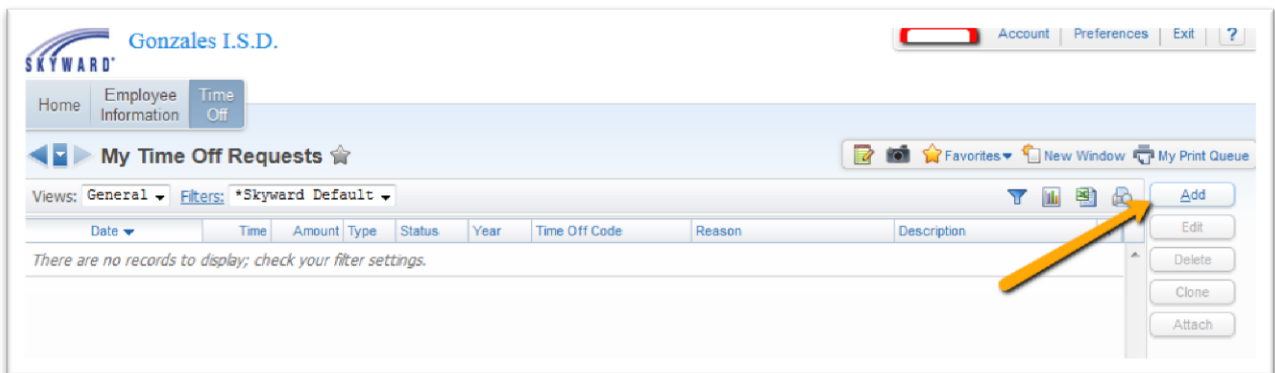 Gonzales I.S.D.
Account | Preferences | Exit | ?
SKYWARD
Home
Employee Information
Time Off
My Time Off Requests
Favorites
New Window
My Print Queue
Views: General Filters: *Skyward Default
Add
Date Time Amount Type Status Year Time Off Code Reason Description
Edit
There are no records to display; check your filter settings.
Delete
Clone
Attach